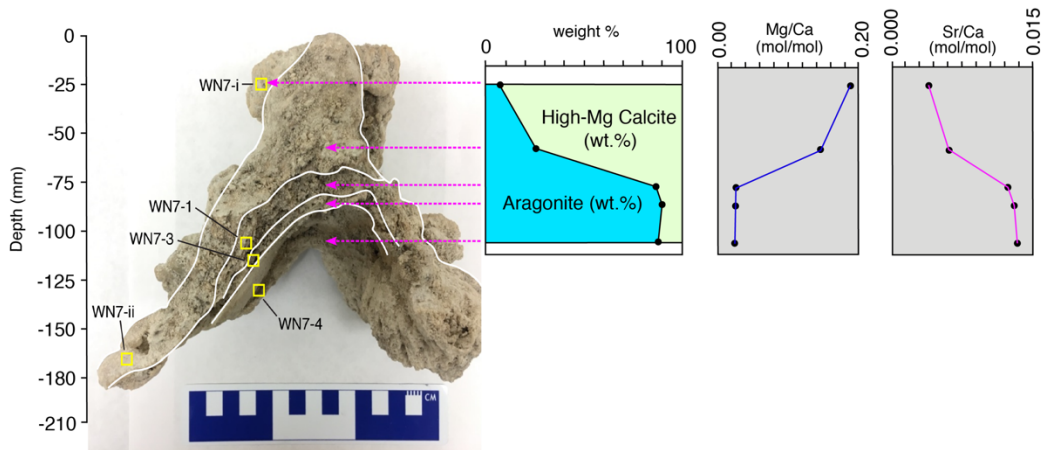 Depth (mm)
0
-25
-50
-75
-100
-125
-150
-180
-210
WN7-i
WN7-1
WN7-3
WN7-ii
WN7-4
CM
weight %
0
100
High-Mg Calcite
(wt.%)
Aragonite (wt.%)
0.00
Mg/Ca
(mol/mol)
0.20
0.000
Sr/Ca
(mol/mol)
0.015